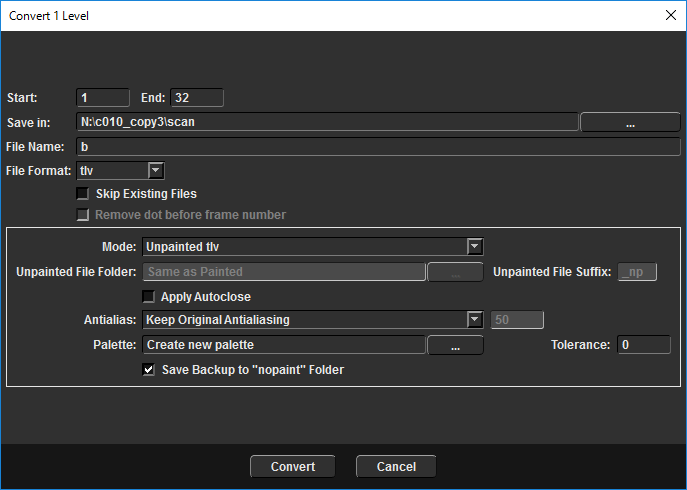 Convert 1 Level
Start: 1 End: 32
Save in: N:\c010_copy3\scan ...
File Name: b
File Format: tlv
Skip Existing Files
Remove dot before frame number
Mode: Unpainted tlv
Unpainted File Folder: Same as Painted ... Unpainted File Suffix: _np
Apply Autoclose
Antialias: Keep Original Antialiasing 50
Palette: Create new palette ... Tolerance: 0
Save Backup to "nopaint" Folder
Convert Cancel